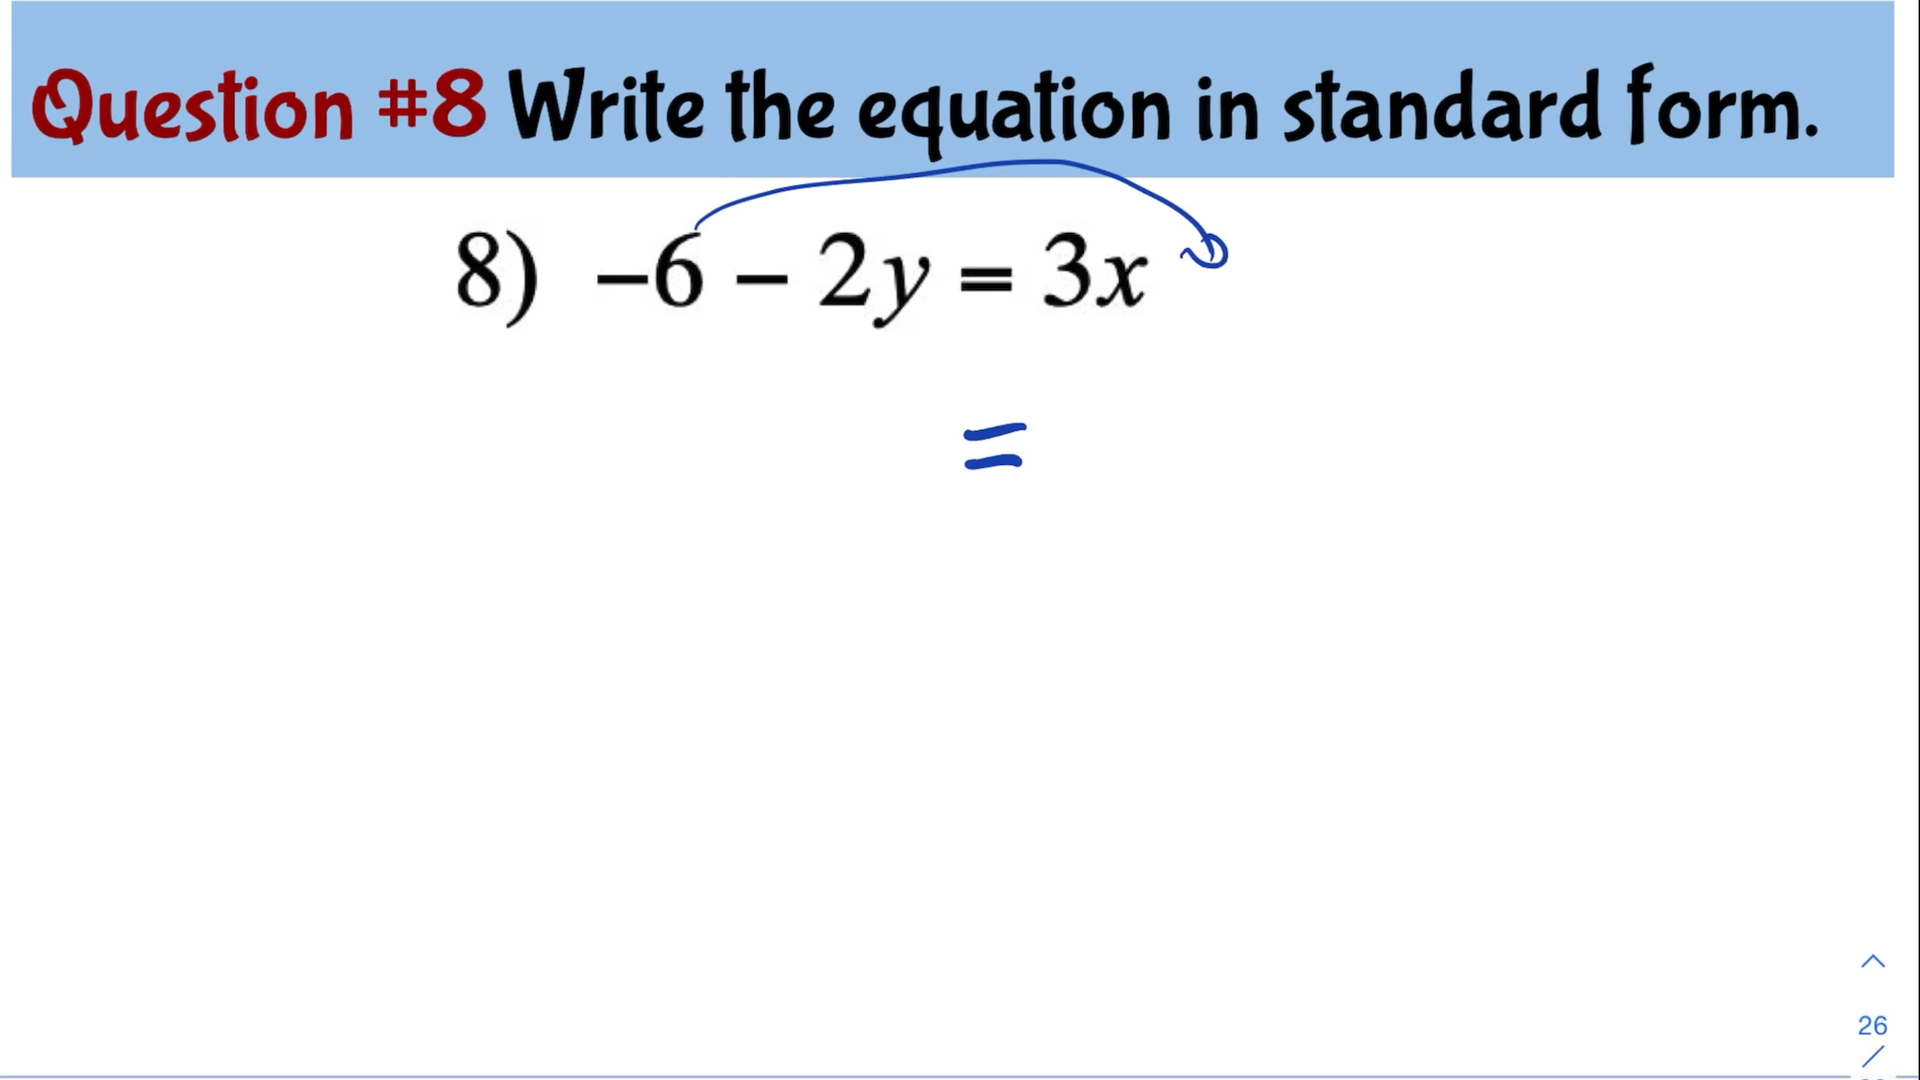 Question #8 Write the equation in standard form.
8) −6 − 2y = 3x
=
26
/